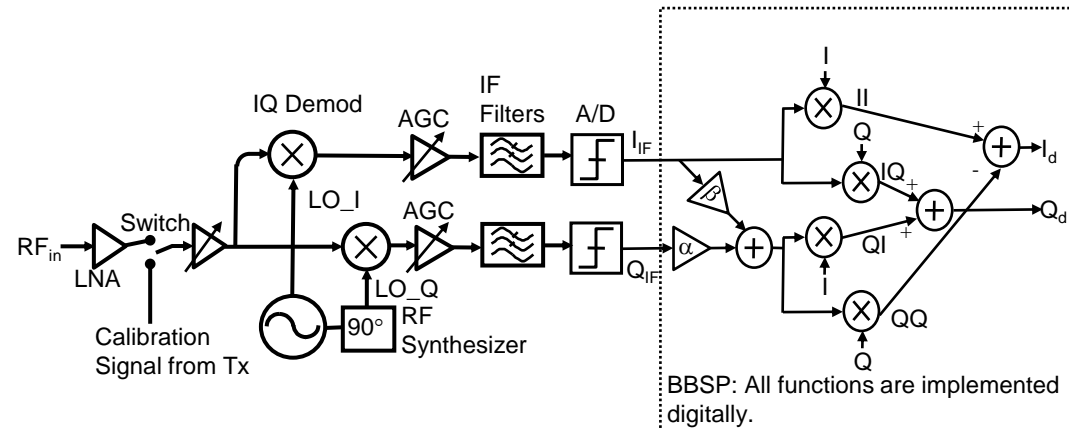 I
IF
Filters
IQ Demod
AGC
A/D
I_IF
II
Q
IQ
+
-
I_d
+
+
Q_d
β
LO_I
Switch
RF_in
LNA
AGC
LO_Q
Q_IF
α
+
QI
I
+
+
90°
RF
Synthesizer
QQ
Q
Calibration
Signal from Tx
BBSP: All functions are implemented
digitally.